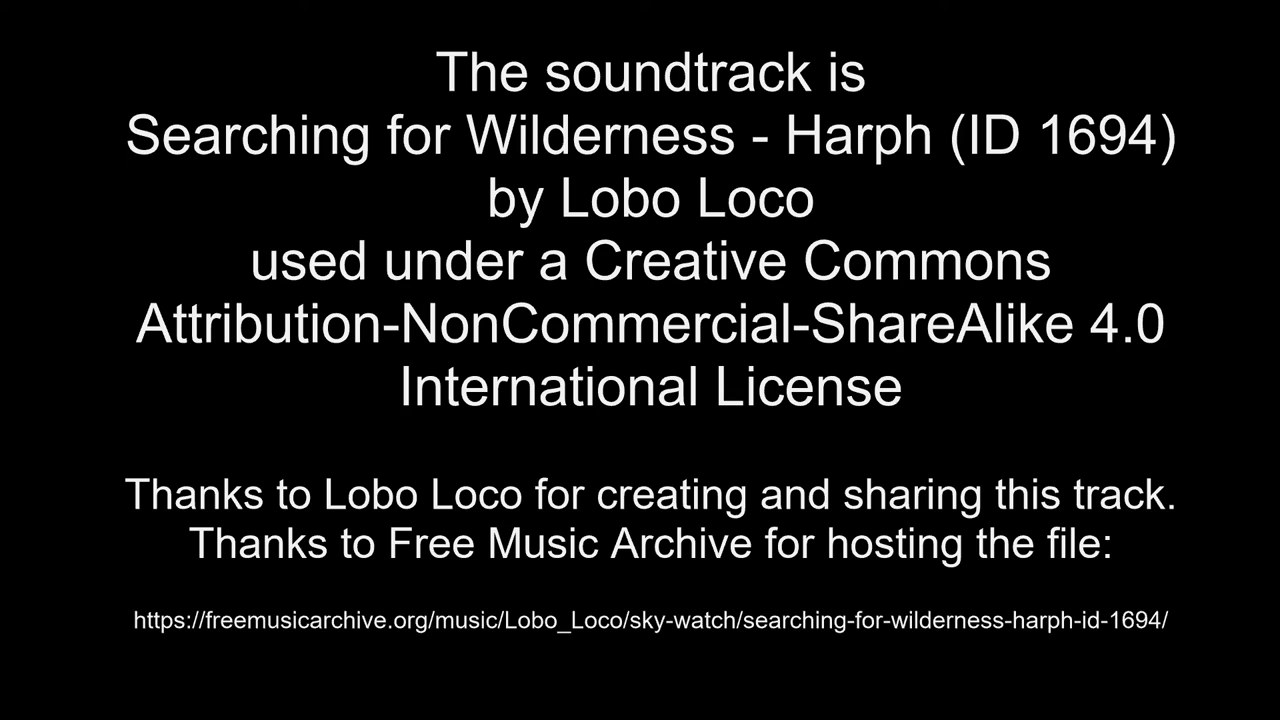 The soundtrack is
Searching for Wilderness - Harph (ID 1694)
by Lobo Loco
used under a Creative Commons
Attribution-NonCommercial-ShareAlike 4.0
International License
Thanks to Lobo Loco for creating and sharing this track.
Thanks to Free Music Archive for hosting the file:
https://freemusicarchive.org/music/Lobo_Loco/sky-watch/searching-for-wilderness-harph-id-1694/